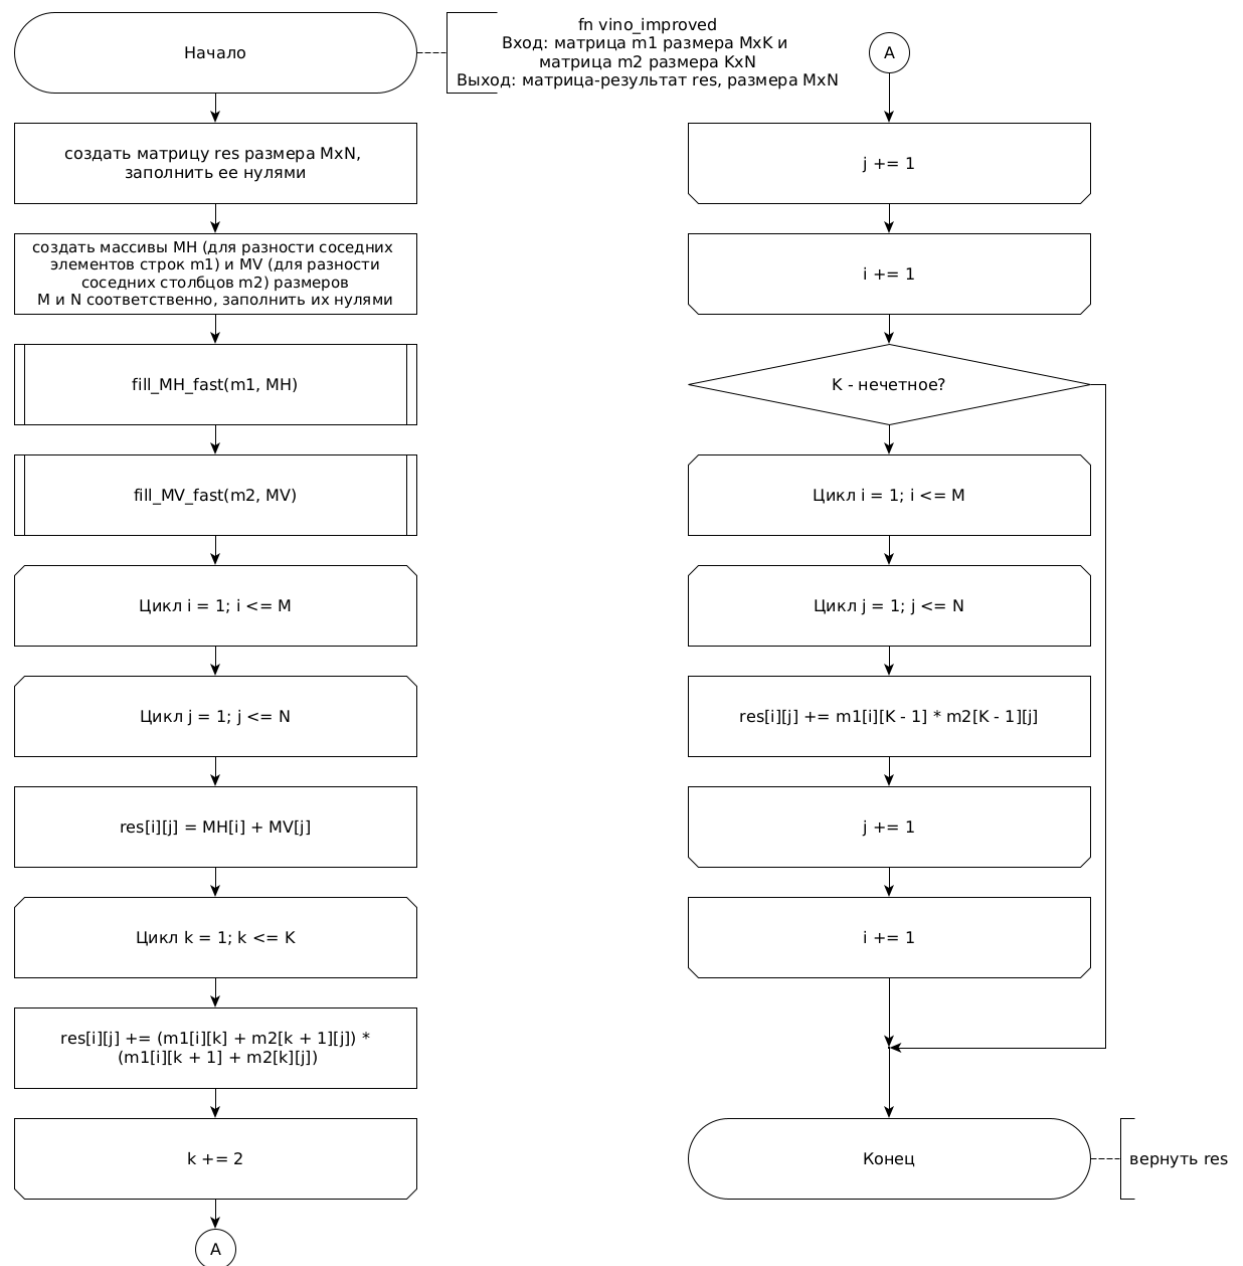 Начало
fn vino_improved
Вход: матрица m1 размера MxK и
матрица m2 размера KxN
Выход: матрица-результат res, размера MxN
создать матрицу res размера MxN,
заполнить ее нулями
создать массивы MH (для разности соседних
элементов строк m1) и MV (для разности
соседних столбцов m2) размеров
M и N соответственно, заполнить их нулями
fill_MH_fast(m1, MH)
fill_MV_fast(m2, MV)
Цикл i = 1; i <= M
Цикл j = 1; j <= N
res[i][j] = MH[i] + MV[j]
Цикл k = 1; k <= K
res[i][j] += (m1[i][k] + m2[k + 1][j]) *
(m1[i][k + 1] + m2[k][j])
k += 2
A
A
j += 1
i += 1
K - нечетное?
Цикл i = 1; i <= M
Цикл j = 1; j <= N
res[i][j] += m1[i][K - 1] * m2[K - 1][j]
j += 1
i += 1
Конец
вернуть res